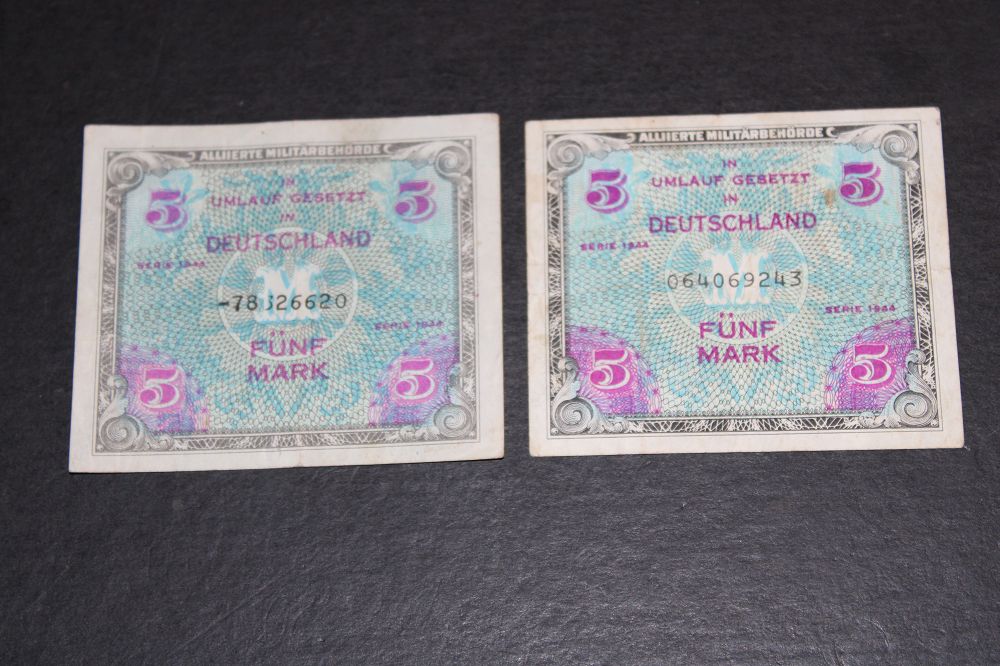 ALLIIERTE MILITÄRBEHÖRDE
5 IN 5
UMLAUF GESETZT
IN
DEUTSCHLAND
SERIE 1944
M
SERIE 1944
FÜNF
MARK
5 5
ALLIIERTE MILITÄRBEHÖRDE
5 IN 5
UMLAUF GESETZT
IN
DEUTSCHLAND
SERIE 1944
064069243
M
SERIE 1944
FÜNF
MARK
5 5